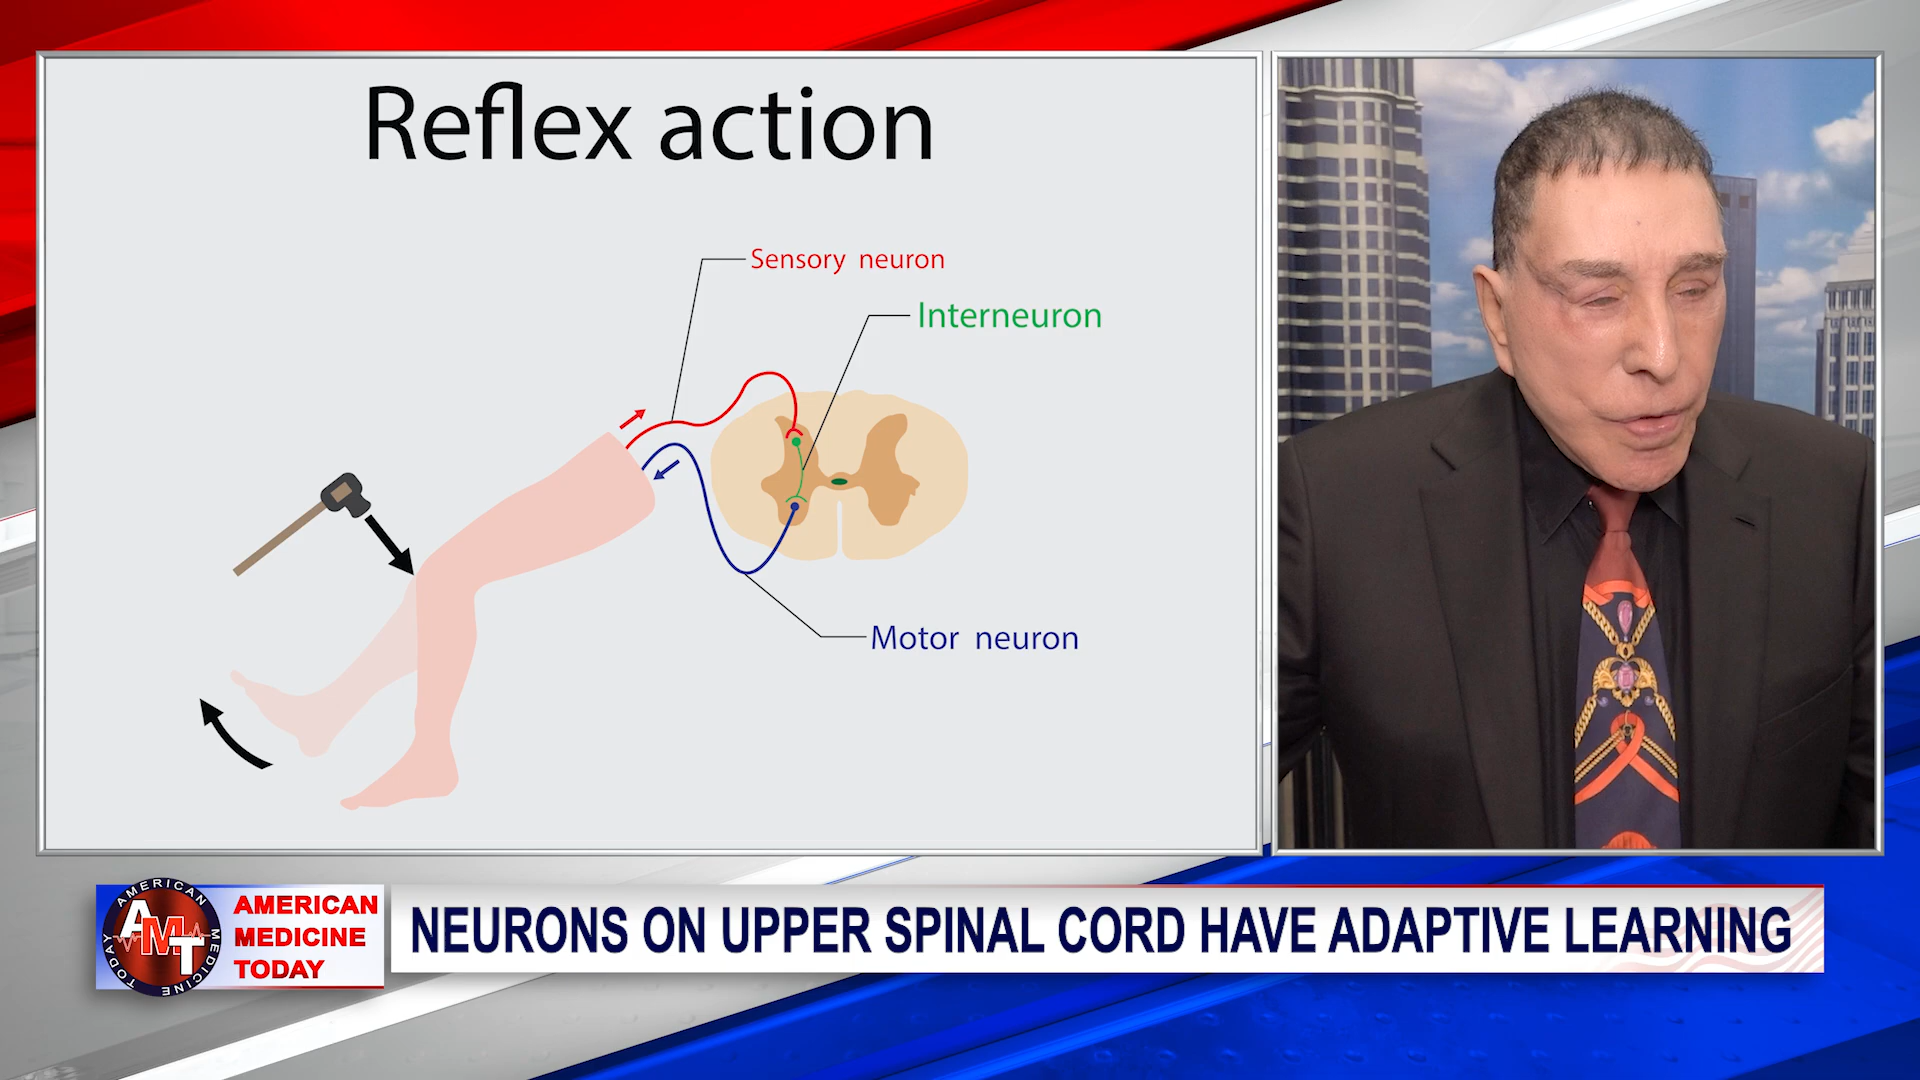 Reflex action
Sensory neuron
Interneuron
Motor neuron
AMERICAN MEDICINE TODAY
AMT
AMERICAN
MEDICINE
TODAY
NEURONS ON UPPER SPINAL CORD HAVE ADAPTIVE LEARNING